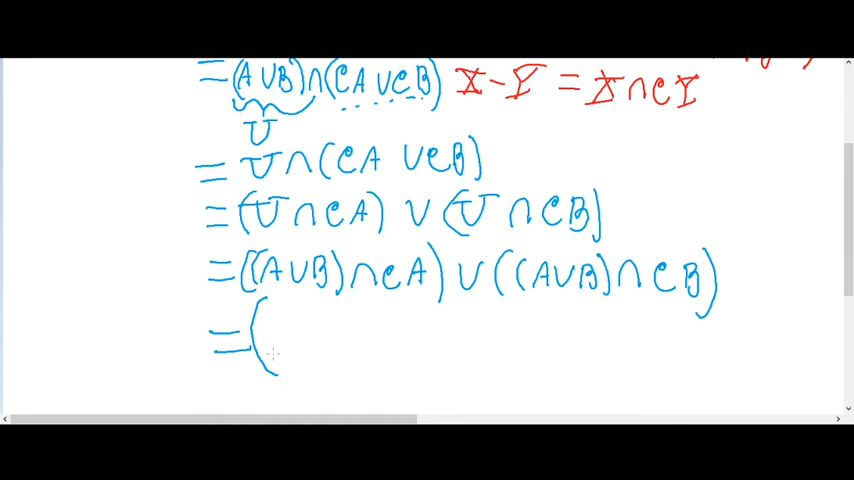 = (A∪B)∩(CA∪CB) X-Y = X∩CY
U
= U∩(CA ∪CB)
= (U∩CA) ∪ (U∩CB)
= ((A∪B)∩CA) ∪ ((A∪B)∩CB)
= (